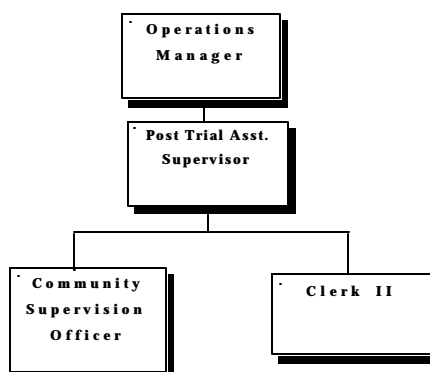 Operations
Manager
Post Trial Asst.
Supervisor
Community
Supervision
Officer
Clerk II